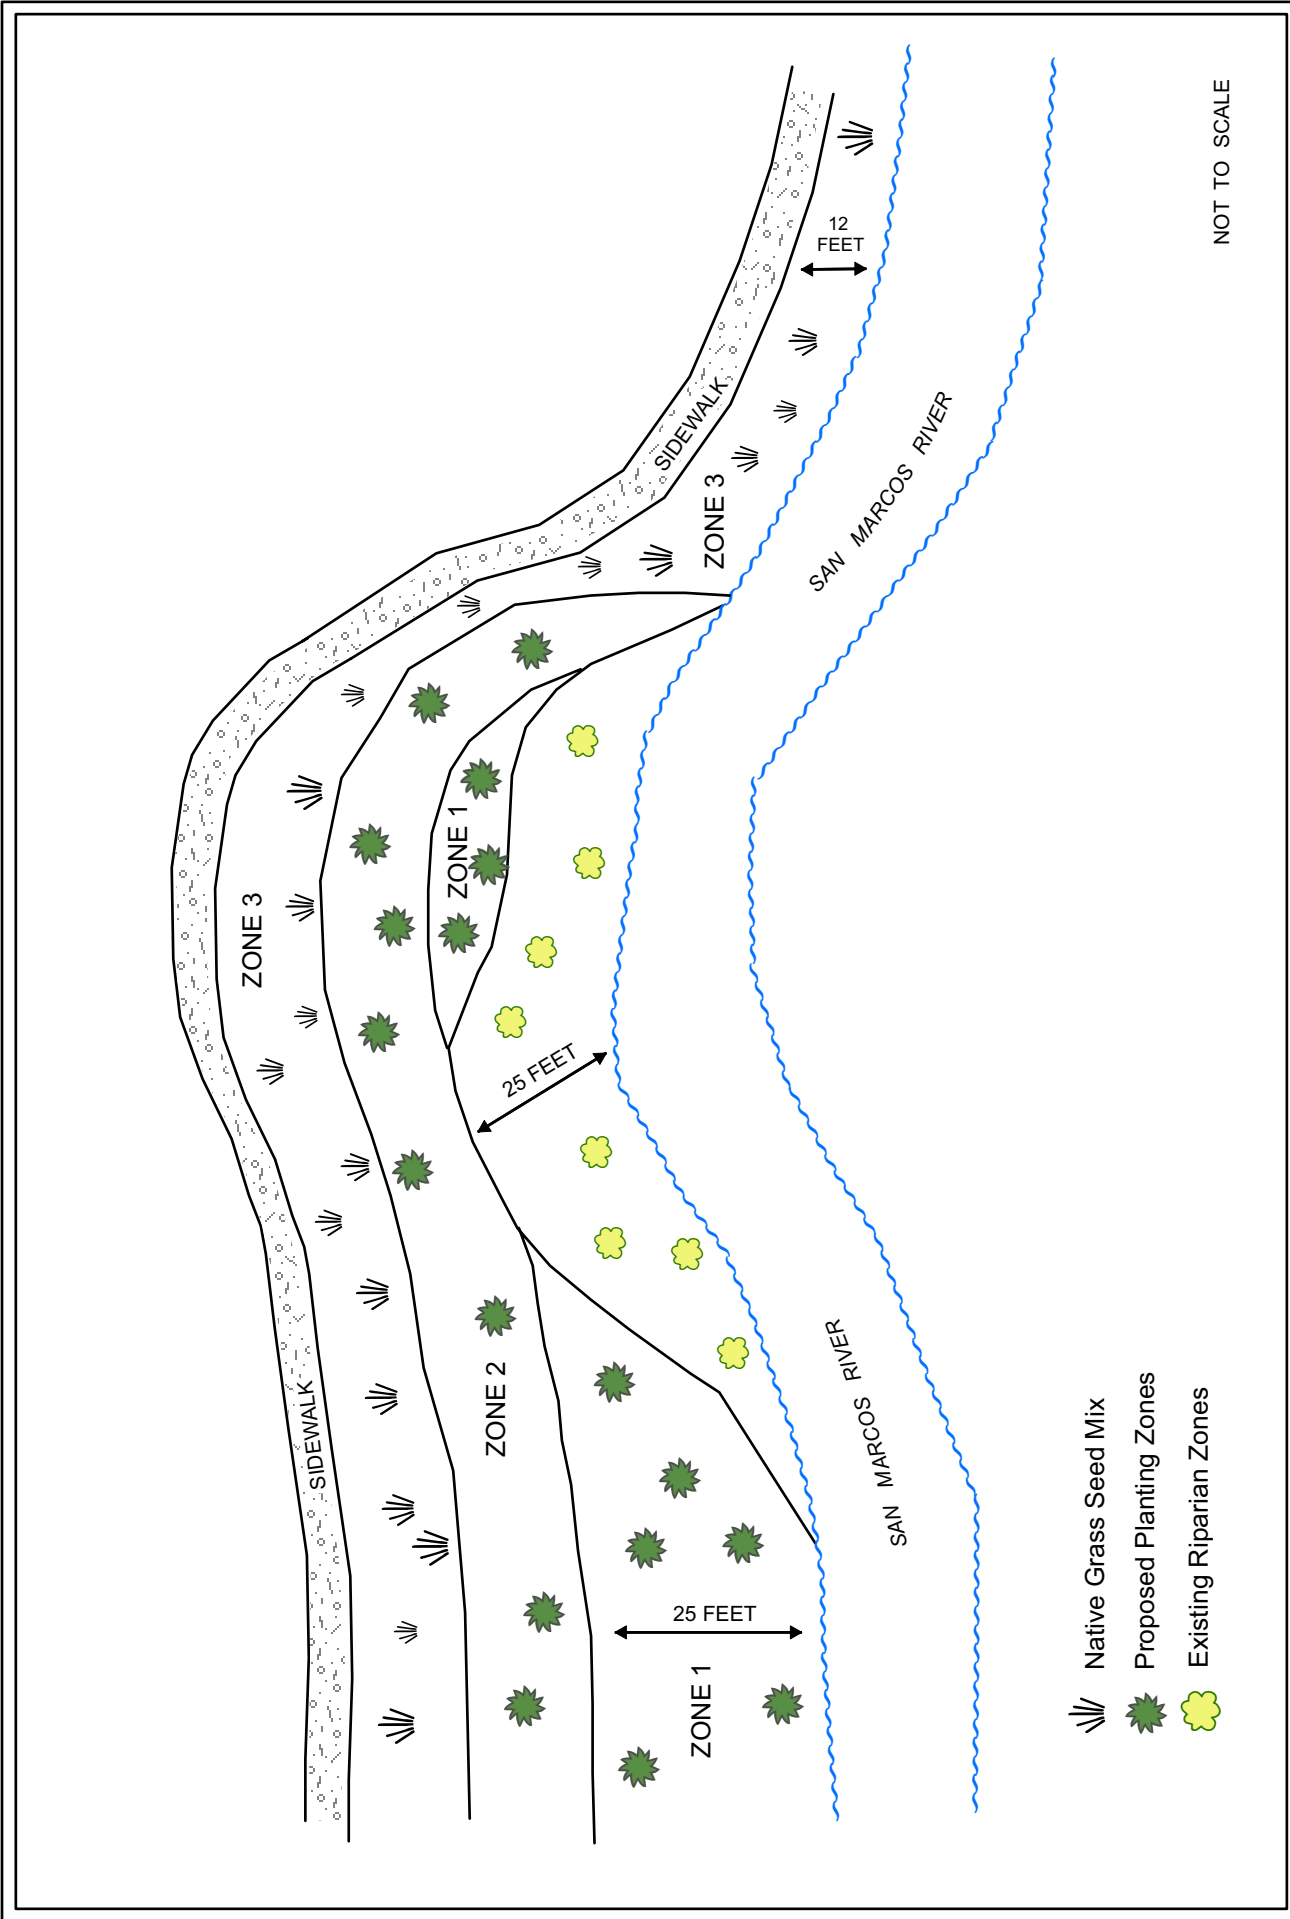 NOT TO SCALE
12
FEET
SIDEWALK
ZONE 3
SAN MARCOS RIVER
ZONE 1
ZONE 3
25 FEET
SIDEWALK
ZONE 2
SAN MARCOS RIVER
25 FEET
ZONE 1
Native Grass Seed Mix
Proposed Planting Zones
Existing Riparian Zones